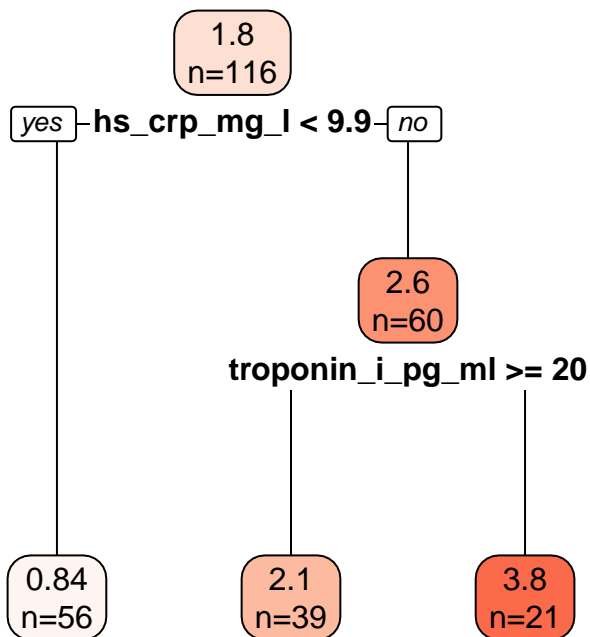 1.8
n=116
yes hs_crp_mg_l < 9.9 no
2.6
n=60
troponin_i_pg_ml >= 20
0.84
n=56
2.1
n=39
3.8
n=21